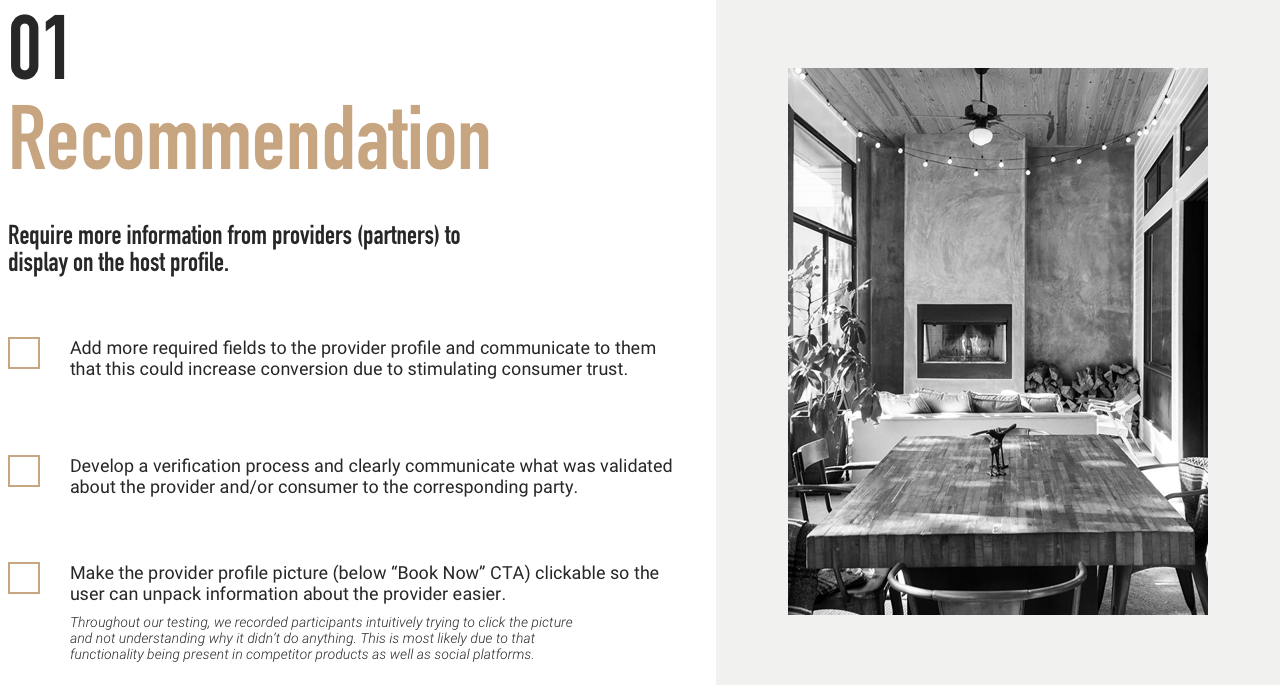 01
Recommendation
Require more information from providers (partners) to
display on the host profile.
Add more required fields to the provider profile and communicate to them
that this could increase conversion due to stimulating consumer trust.
Develop a verification process and clearly communicate what was validated
about the provider and/or consumer to the corresponding party.
Make the provider profile picture (below “Book Now” CTA) clickable so the
user can unpack information about the provider easier.
Throughout our testing, we recorded participants intuitively trying to click the picture
and not understanding why it didn’t do anything. This is most likely due to that
functionality being present in competitor products as well as social platforms.